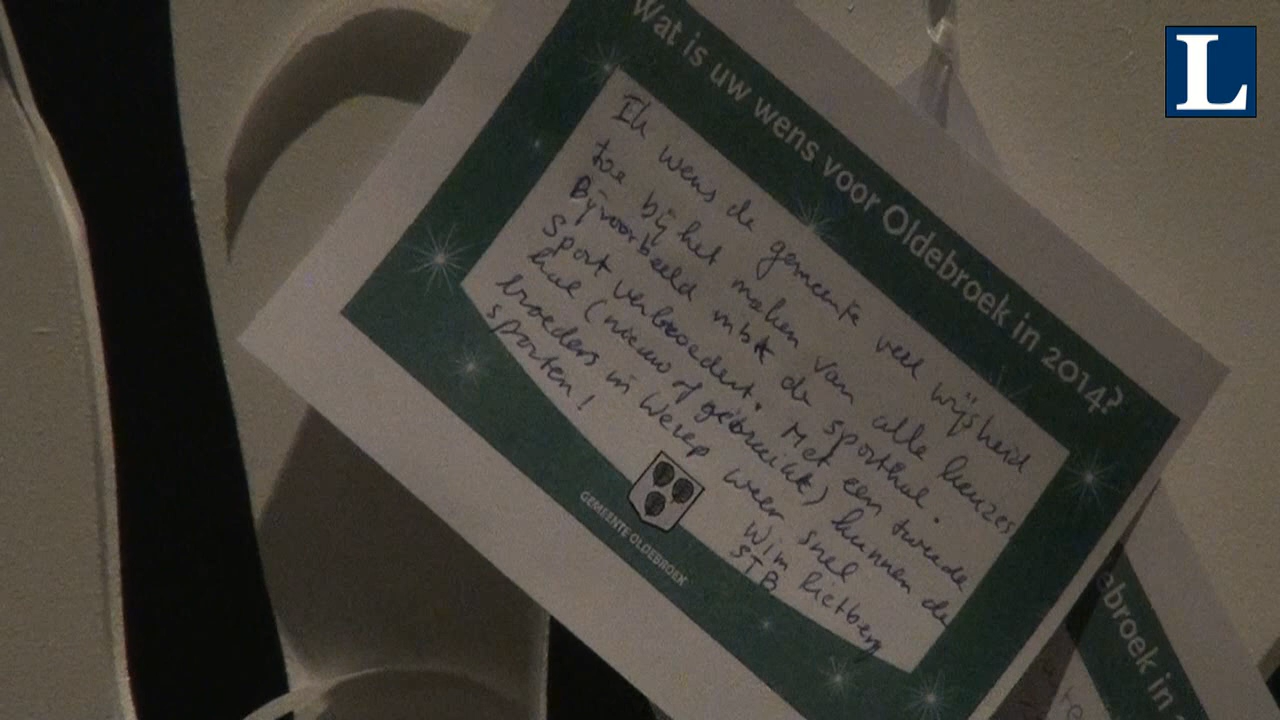 L
Wat is uw wens voor Oldebroek in 2014?
Ik wens de gemeente veel wijsheid
toe bij het maken van alle keuzes
Bijvoorbeeld mbt de sporthal.
Sport verbroedert. Met een tweede
hal (nieuw of gebruikt) kunnen de
broeders in Wezep weer snel
sporten!
Wim Rietberg
STB
GEMEENTE OLDEBROEK
ebroek in 2